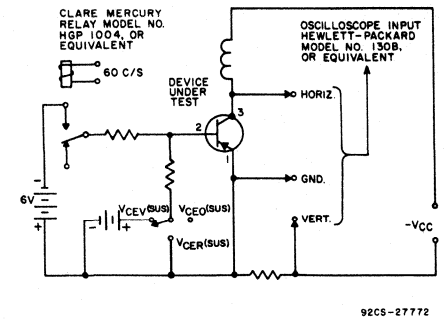 CLARE MERCURY
RELAY MODEL NO.
HGP 1004, OR
EQUIVALENT
60 C/S
OSCILLOSCOPE INPUT
HEWLETT-PACKARD
MODEL NO. 130B,
OR EQUIVALENT
DEVICE
UNDER
TEST
3
2
1
HORIZ.
GND.
VERT.
-
6V
+
VCEV(SUS)
VCEO(SUS)
- +
VCER(SUS)
-VCC
92CS-27772